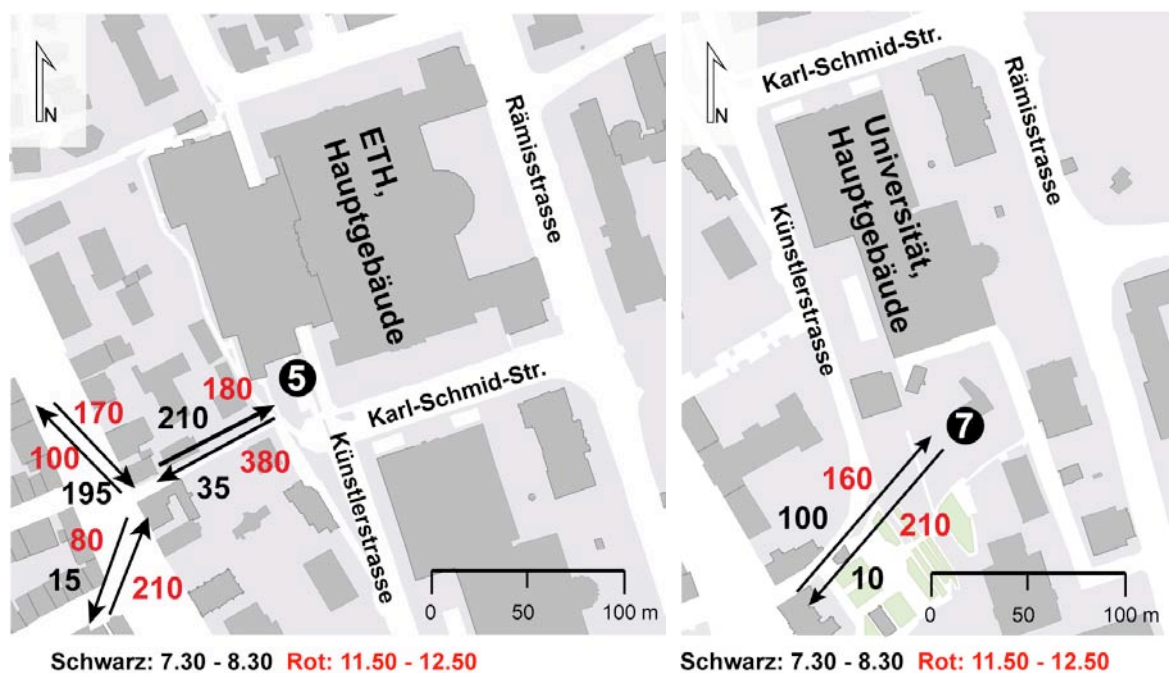 N
ETH,
Hauptgebäude
Rämisstrasse
5
180
210
170
100
195
380
35
80
15
210
Karl-Schmid-Str.
Künstlerstrasse
0 50 100 m
Schwarz: 7.30 - 8.30 Rot: 11.50 - 12.50
N
Karl-Schmid-Str.
Rämisstrasse
Universität,
Hauptgebäude
Künstlerstrasse
7
160
100
210
10
0 50 100 m
Schwarz: 7.30 - 8.30 Rot: 11.50 - 12.50